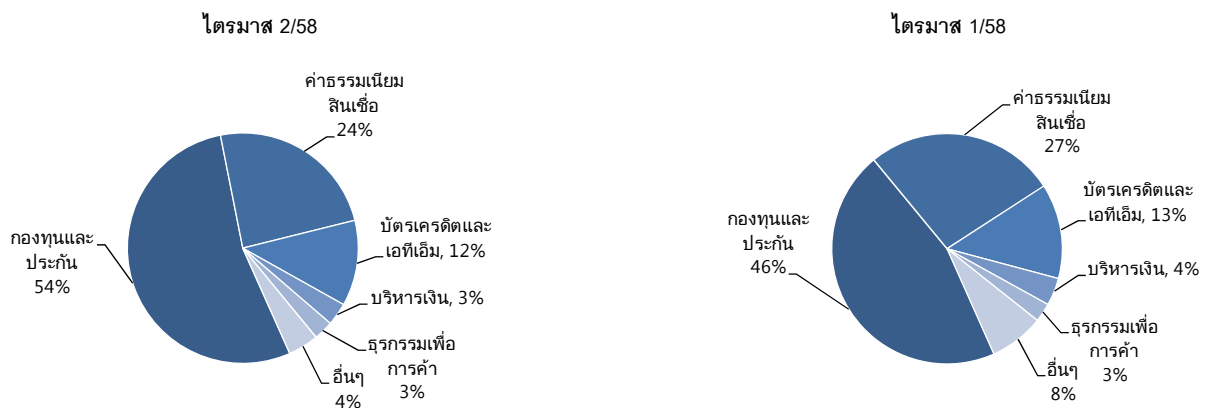 ไตรมาส 2/58
ค่าธรรมเนียม
สินเชื่อ
24%
บัตรเครดิตและ
เอทีเอ็ม, 12%
บริหารเงิน, 3%
ธุรกรรมเพื่อ
การค้า
3%
อื่นๆ
4%
กองทุนและ
ประกัน
54%
ไตรมาส 1/58
ค่าธรรมเนียม
สินเชื่อ
27%
บัตรเครดิตและ
เอทีเอ็ม, 13%
บริหารเงิน, 4%
ธุรกรรมเพื่อ
การค้า
3%
อื่นๆ
8%
กองทุนและ
ประกัน
46%